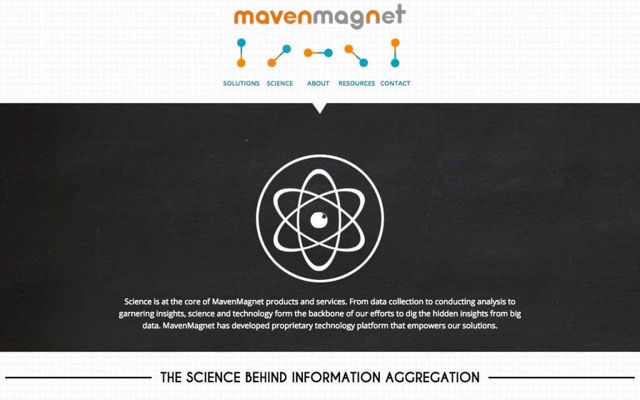 mavenmagnet
SOLUTIONS SCIENCE ABOUT RESOURCES CONTACT
Science is at the core of MavenMagnet products and services. From data collection to conducting analysis to
garnering insights, science and technology form the backbone of our efforts to dig the hidden insights from big
data. MavenMagnet has developed proprietary technology platform that empowers our solutions.
THE SCIENCE BEHIND INFORMATION AGGREGATION